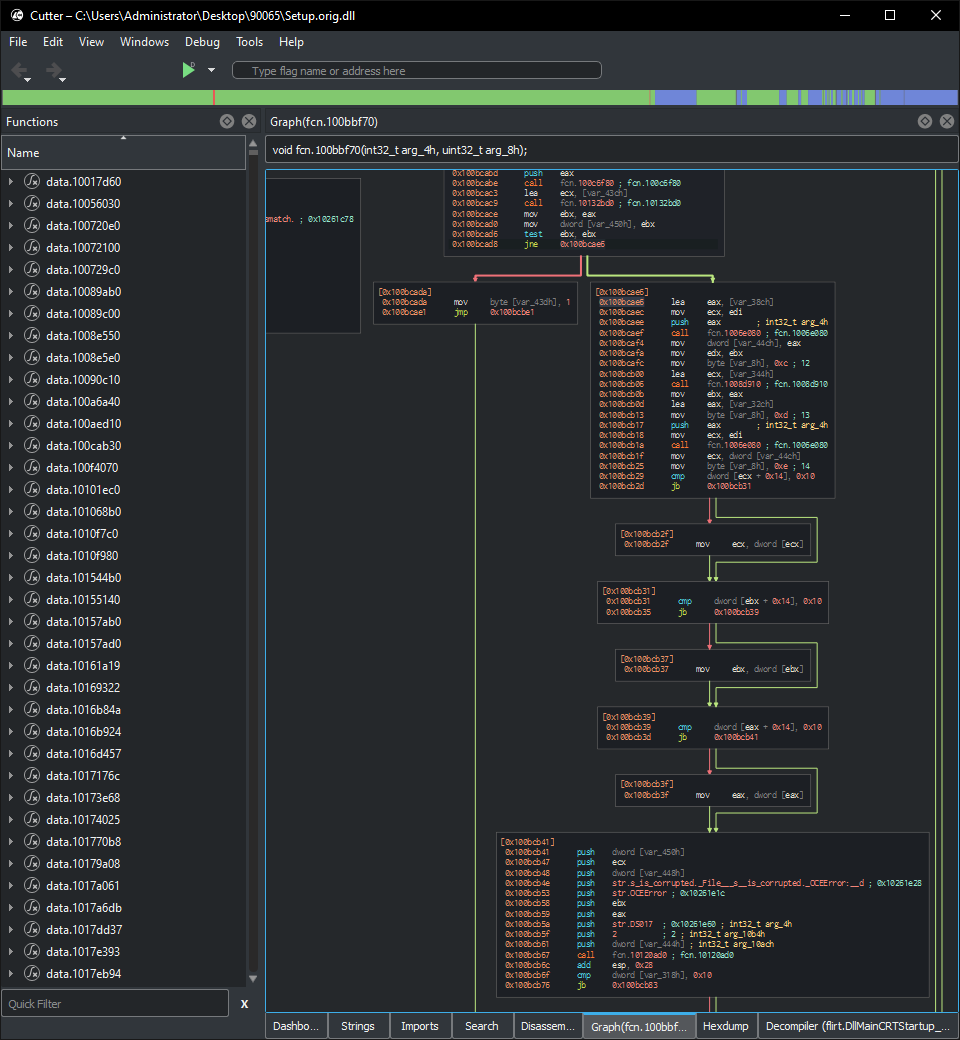 Cutter – C:\Users\Administrator\Desktop\90065\Setup.orig.dll
File Edit View Windows Debug Tools Help
Type flag name or address here
Functions
Name
data.10017d60
data.10056030
data.100720e0
data.10072100
data.100729c0
data.10089ab0
data.10089c00
data.1008e550
data.1008e5e0
data.10090c10
data.100a6a40
data.100aed10
data.100cab30
data.100f4070
data.10101ec0
data.101068b0
data.1010f7c0
data.1010f980
data.101544b0
data.10155140
data.10157ab0
data.10157ad0
data.10161a19
data.10169322
data.1016b84a
data.1016b924
data.1016d457
data.1017176c
data.10173e68
data.10174025
data.101770b8
data.10179a08
data.1017a061
data.1017a6db
data.1017dd37
data.1017e393
data.1017eb94
Quick Filter X
Graph(fcn.100bbf70)
void fcn.100bbf70(int32_t arg_4h, uint32_t arg_8h);
smatch. ; 0x10261c78
0x100bcabd push eax
0x100bcabe call fcn.100c6f80 ; fcn.100c6f80
0x100bcac3 lea ecx, [var_43ch]
0x100bcac9 call fcn.10132bd0 ; fcn.10132bd0
0x100bcace mov ebx, eax
0x100bcad0 mov dword [var_450h], ebx
0x100bcad6 test ebx, ebx
0x100bcad8 jne 0x100bcae6
[0x100bcada]
0x100bcada mov byte [var_43dh], 1
0x100bcae1 jmp 0x100bcbe1
[0x100bcae6]
0x100bcae6 lea eax, [var_38ch]
0x100bcaec mov ecx, edi
0x100bcaee push eax ; int32_t arg_4h
0x100bcaef call fcn.1006e080 ; fcn.1006e080
0x100bcaf4 mov dword [var_44ch], eax
0x100bcafa mov edx, ebx
0x100bcafc mov byte [var_8h], 0xc ; 12
0x100bcb00 lea ecx, [var_344h]
0x100bcb06 call fcn.1008d910 ; fcn.1008d910
0x100bcb0b mov ebx, eax
0x100bcb0d lea eax, [var_32ch]
0x100bcb13 mov byte [var_8h], 0xd ; 13
0x100bcb17 push eax ; int32_t arg_4h
0x100bcb18 mov ecx, edi
0x100bcb1a call fcn.1006e080 ; fcn.1006e080
0x100bcb1f mov ecx, dword [var_44ch]
0x100bcb25 mov byte [var_8h], 0xe ; 14
0x100bcb29 cmp dword [ecx + 0x14], 0x10
0x100bcb2d jb 0x100bcb31
[0x100bcb2f]
0x100bcb2f mov ecx, dword [ecx]
[0x100bcb31]
0x100bcb31 cmp dword [ebx + 0x14], 0x10
0x100bcb35 jb 0x100bcb39
[0x100bcb37]
0x100bcb37 mov ebx, dword [ebx]
[0x100bcb39]
0x100bcb39 cmp dword [eax + 0x14], 0x10
0x100bcb3d jb 0x100bcb41
[0x100bcb3f]
0x100bcb3f mov eax, dword [eax]
[0x100bcb41]
0x100bcb41 push dword [var_450h]
0x100bcb47 push ecx
0x100bcb48 push dword [var_448h]
0x100bcb4e push str.s_is_corrupted._File___s__is_corrupted._OCEError:__d ; 0x10261e28
0x100bcb53 push str.OCEError ; 0x10261e1c
0x100bcb58 push ebx
0x100bcb59 push eax
0x100bcb5a push str.DS017 ; 0x10261e60 ; int32_t arg_4h
0x100bcb5f push 2 ; 2 ; int32_t arg_10b4h
0x100bcb61 push dword [var_444h] ; int32_t arg_10ach
0x100bcb67 call fcn.10120ad0 ; fcn.10120ad0
0x100bcb6c add esp, 0x28
0x100bcb6f cmp dword [var_318h], 0x10
0x100bcb76 jb 0x100bcb83
Dashbo... Strings Imports Search Disassem... Graph(fcn.100bbf... Hexdump Decompiler (flirt.DllMainCRTStartup_...